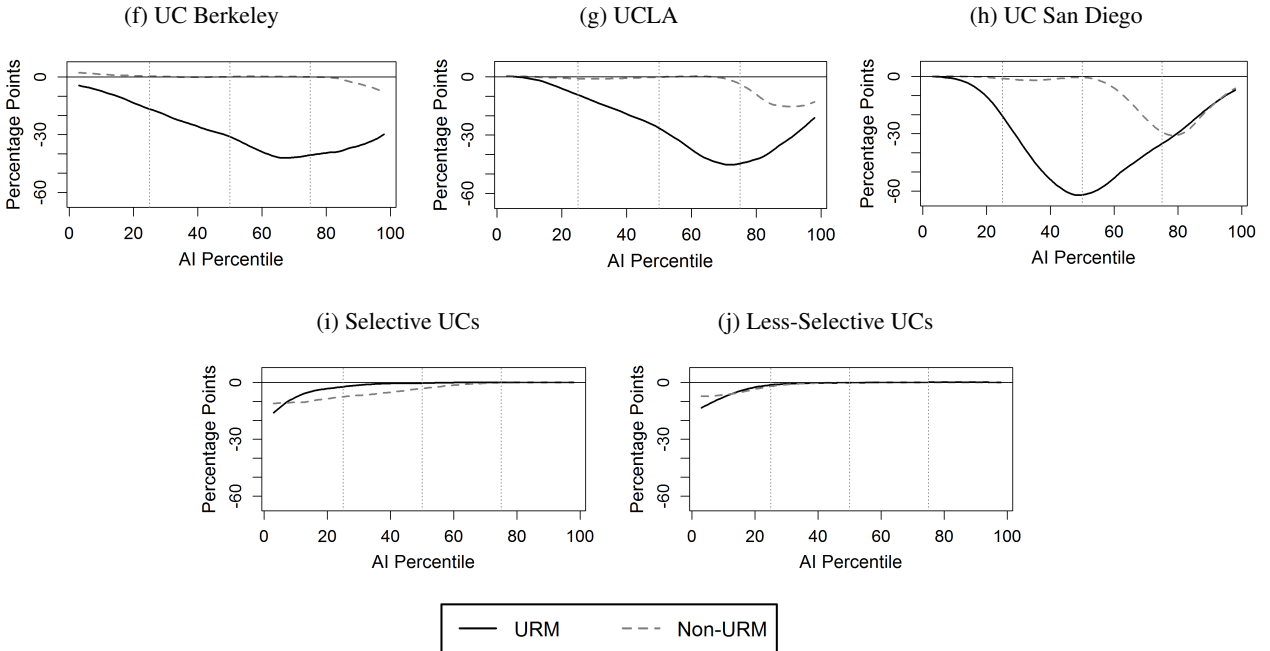 (f) UC Berkeley
(g) UCLA
(h) UC San Diego
Percentage Points
0
-30
-60
0 20 40 60 80 100
AI Percentile
Percentage Points
0
-30
-60
0 20 40 60 80 100
AI Percentile
Percentage Points
0
-30
-60
0 20 40 60 80 100
AI Percentile
(i) Selective UCs
(j) Less-Selective UCs
Percentage Points
0
-30
-60
0 20 40 60 80 100
AI Percentile
Percentage Points
0
-30
-60
0 20 40 60 80 100
AI Percentile
URM Non-URM